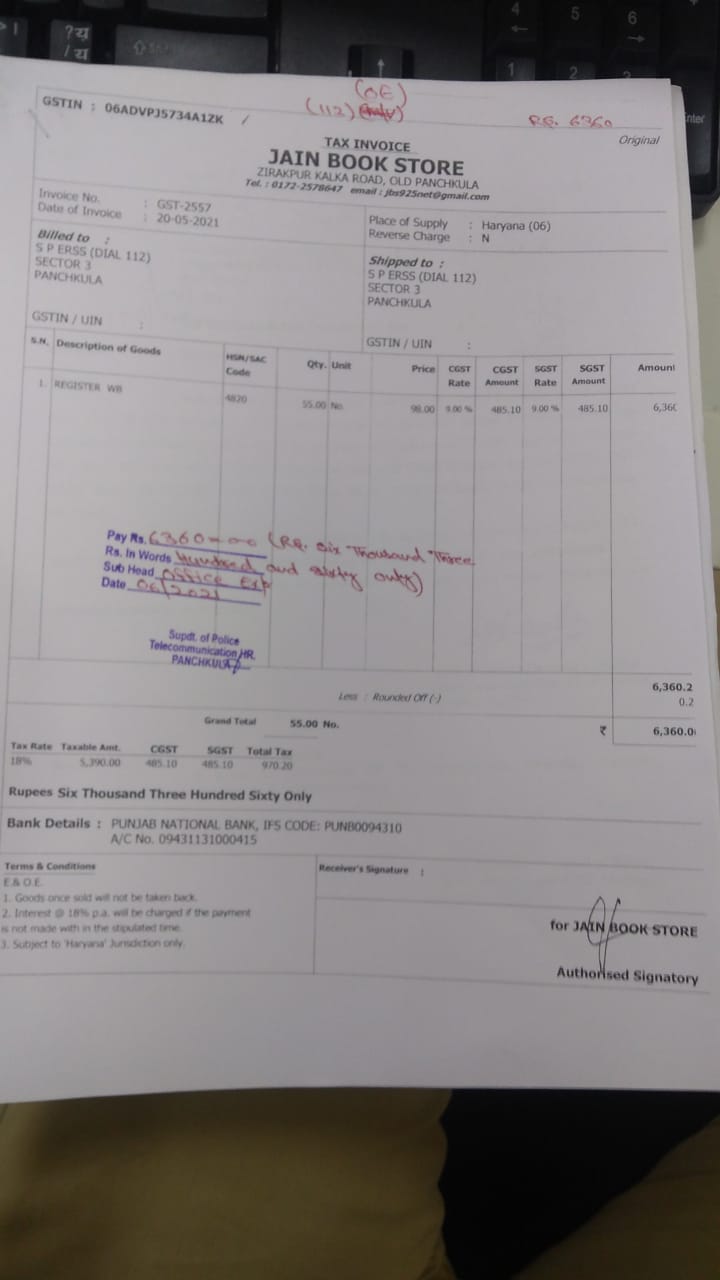 (OE)
(112)
RE. 6360
GSTIN : 06ADVPJ5734A1ZK
Original
TAX INVOICE
JAIN BOOK STORE
ZIRAKPUR KALKA ROAD, OLD PANCHKULA
Tel. : 0172-2578647 email : jbs925net@gmail.com
Invoice No. : GST-2557
Date of Invoice : 20-05-2021
Place of Supply : Haryana (06)
Reverse Charge : N
Billed to :
S P ERSS (DIAL 112)
SECTOR 3
PANCHKULA
GSTIN / UIN :
Shipped to :
S P ERSS (DIAL 112)
SECTOR 3
PANCHKULA
GSTIN / UIN :
S.N. Description of Goods HSN/SAC Code Qty. Unit Price CGST Rate CGST Amount SGST Rate SGST Amount Amount
1. REGISTER WB 4820 55.00 No. 98.00 9.00 % 485.10 9.00 % 485.10 6,360
Pay Rs. 6360=00 (RE. Six Thousand Three
Rs. In Words Hundred and sixty only)
Sub Head office Exp
Date 06/2021
Supdt. of Police
Telecommunication HR.
PANCHKULA
6,360.2
Less : Rounded Off (-) 0.2
Grand Total 55.00 No. ₹ 6,360.0
Tax Rate Taxable Amt. CGST SGST Total Tax
18% 5,390.00 485.10 485.10 970.20
Rupees Six Thousand Three Hundred Sixty Only
Bank Details : PUNJAB NATIONAL BANK, IFS CODE: PUNB0094310
A/C No. 09431131000415
Terms & Conditions
E.& O.E.
1. Goods once sold will not be taken back.
2. Interest @ 18% p.a. will be charged if the payment
is not made with in the stipulated time.
3. Subject to 'Haryana' Jurisdiction only.
Receiver's Signature :
for JAIN BOOK STORE
Authorised Signatory